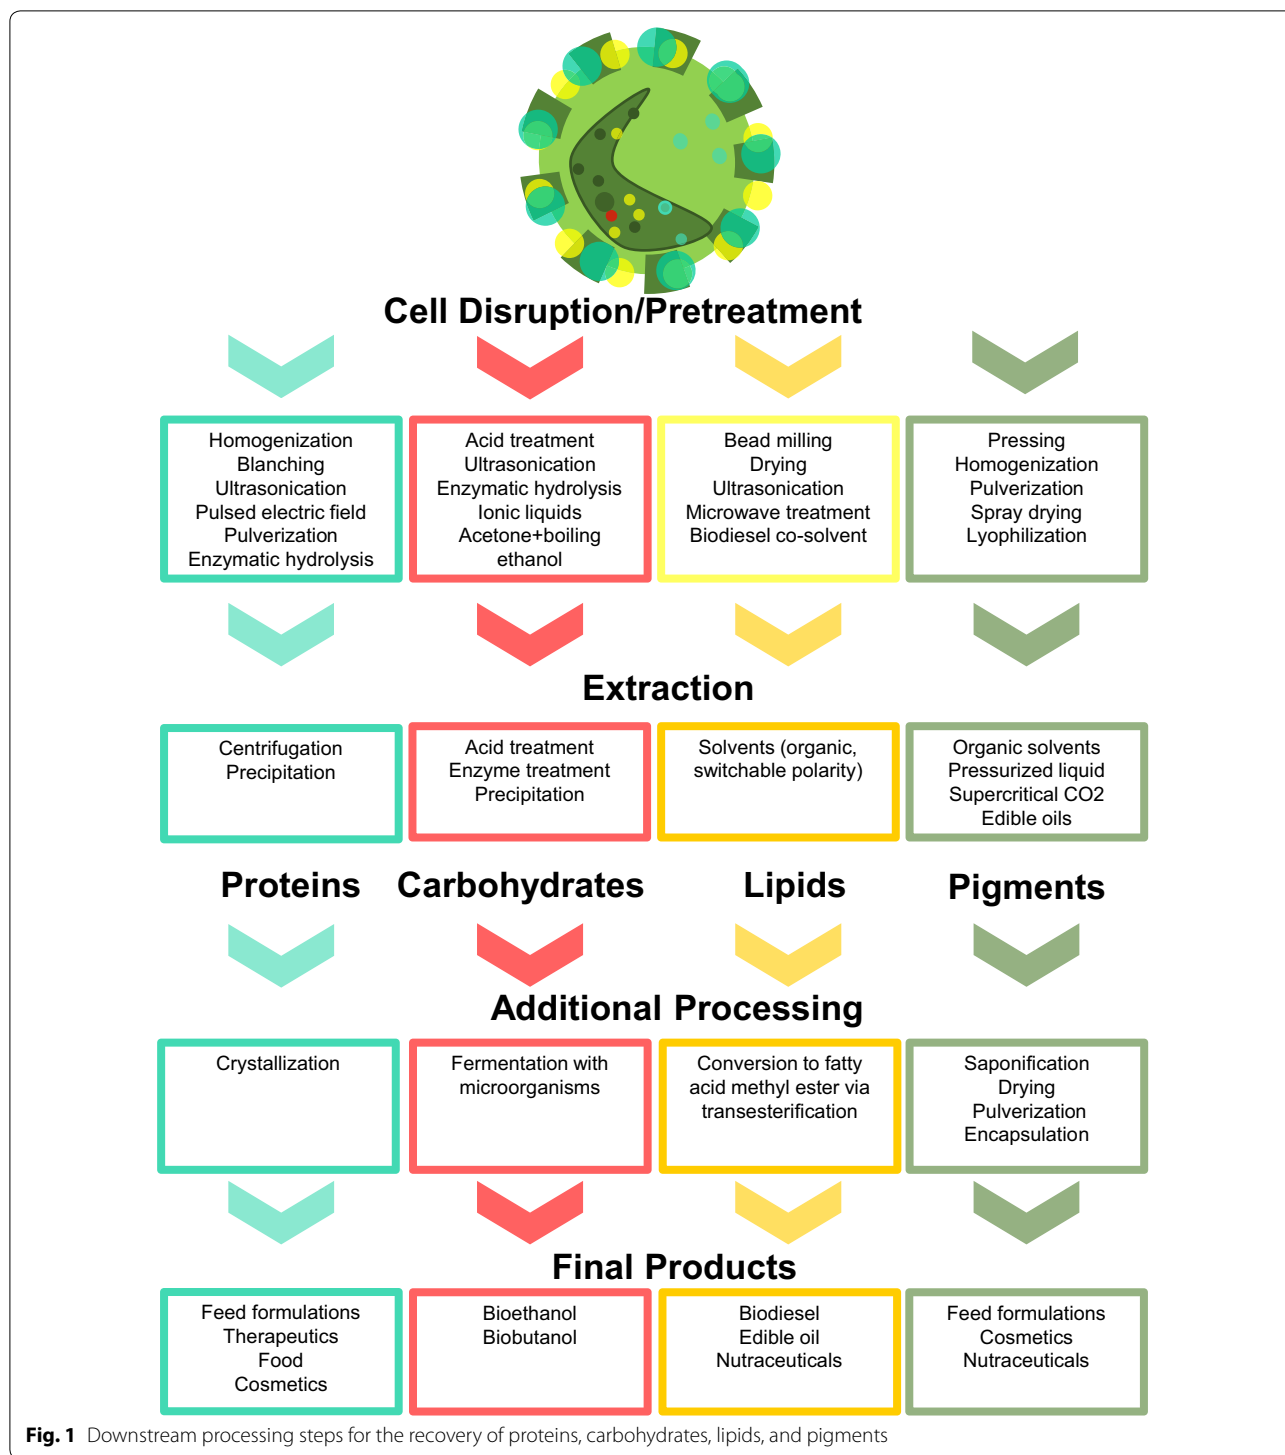 Cell Disruption/Pretreatment
Homogenization
Blanching
Ultrasonication
Pulsed electric field
Pulverization
Enzymatic hydrolysis
Acid treatment
Ultrasonication
Enzymatic hydrolysis
Ionic liquids
Acetone+boiling
ethanol
Bead milling
Drying
Ultrasonication
Microwave treatment
Biodiesel co-solvent
Pressing
Homogenization
Pulverization
Spray drying
Lyophilization
Extraction
Centrifugation
Precipitation
Acid treatment
Enzyme treatment
Precipitation
Solvents (organic,
switchable polarity)
Organic solvents
Pressurized liquid
Supercritical CO2
Edible oils
Proteins
Carbohydrates
Lipids
Pigments
Additional Processing
Crystallization
Fermentation with
microorganisms
Conversion to fatty
acid methyl ester via
transesterification
Saponification
Drying
Pulverization
Encapsulation
Final Products
Feed formulations
Therapeutics
Food
Cosmetics
Bioethanol
Biobutanol
Biodiesel
Edible oil
Nutraceuticals
Feed formulations
Cosmetics
Nutraceuticals
Fig. 1 Downstream processing steps for the recovery of proteins, carbohydrates, lipids, and pigments